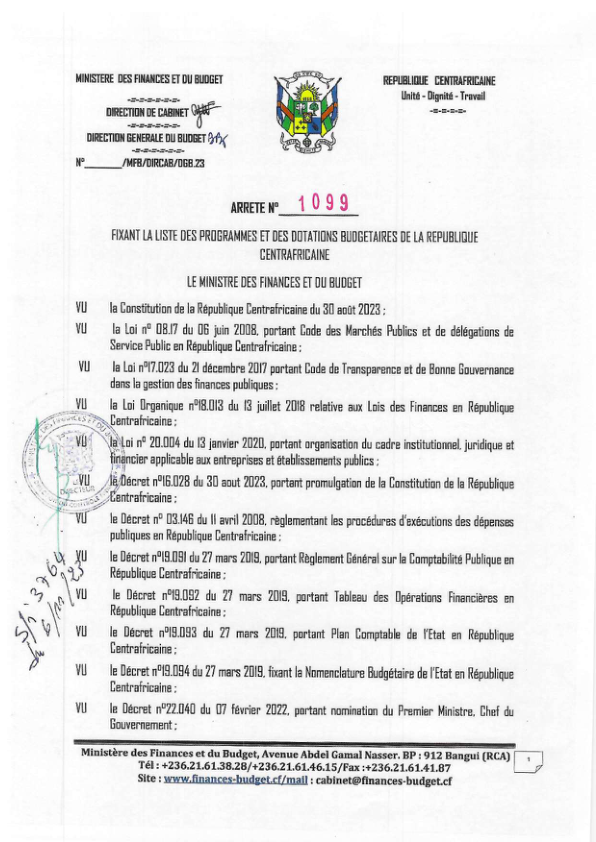 MINISTERE DES FINANCES ET DU BUDGET
-=-=-=-=-=-=-
DIRECTION DE CABINET
-=-=-=-=-=-=-
DIRECTION GENERALE DU BUDGET
-=-=-=-=-=-=-
N°________/MFB/DIRCAB/DGB.23
REPUBLIQUE CENTRAFRICAINE
Unité - Dignité - Travail
-=-=-=-=-
ARRETE N° 1099
FIXANT LA LISTE DES PROGRAMMES ET DES DOTATIONS BUDGETAIRES DE LA REPUBLIQUE
CENTRAFRICAINE
LE MINISTRE DES FINANCES ET DU BUDGET
VU la Constitution de la République Centrafricaine du 30 août 2023 ;
VU la Loi n° 08.17 du 06 juin 2008, portant Code des Marchés Publics et de délégations de
Service Public en République Centrafricaine ;
VU la Loi n°17.023 du 21 décembre 2017 portant Code de Transparence et de Bonne Gouvernance
dans la gestion des finances publiques ;
VU la Loi Organique n°18.013 du 13 juillet 2018 relative aux Lois des Finances en République
Centrafricaine ;
VU la Loi n° 20.004 du 13 janvier 2020, portant organisation du cadre institutionnel, juridique et
financier applicable aux entreprises et établissements publics ;
VU le Décret n°16.028 du 30 aout 2023, portant promulgation de la Constitution de la République
Centrafricaine ;
VU le Décret n° 03.146 du 11 avril 2008, règlementant les procédures d'exécutions des dépenses
publiques en République Centrafricaine ;
VU le Décret n°19.091 du 27 mars 2019, portant Règlement Général sur la Comptabilité Publique en
République Centrafricaine ;
VU le Décret n°19.092 du 27 mars 2019, portant Tableau des Opérations Financières en
République Centrafricaine ;
VU le Décret n°19.093 du 27 mars 2019, portant Plan Comptable de l'Etat en République
Centrafricaine ;
VU le Décret n°19.094 du 27 mars 2019, fixant la Nomenclature Budgétaire de l'Etat en République
Centrafricaine ;
VU le Décret n°22.040 du 07 février 2022, portant nomination du Premier Ministre, Chef du
Gouvernement ;
DIRECTEUR
3764
6/11/23
Ministère des Finances et du Budget, Avenue Abdel Gamal Nasser. BP : 912 Bangui (RCA)
Tél : +236.21.61.38.28/+236.21.61.46.15/Fax :+236.21.61.41.87
Site : www.finances-budget.cf/mail : cabinet@finances-budget.cf
1